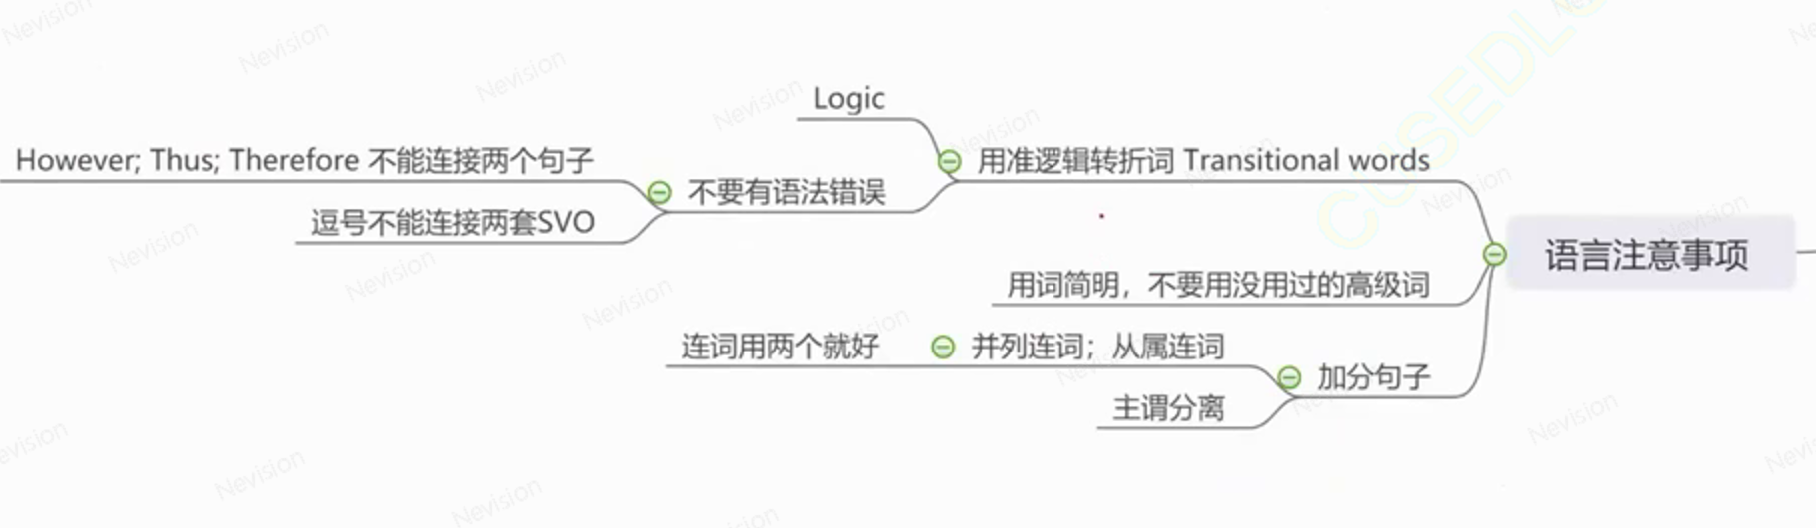 语言注意事项
用准逻辑转折词 Transitional words
Logic
不要有语法错误
However; Thus; Therefore 不能连接两个句子
逗号不能连接两套SVO
用词简明，不要用没用过的高级词
加分句子
并列连词；从属连词
连词用两个就好
主谓分离
Nevision